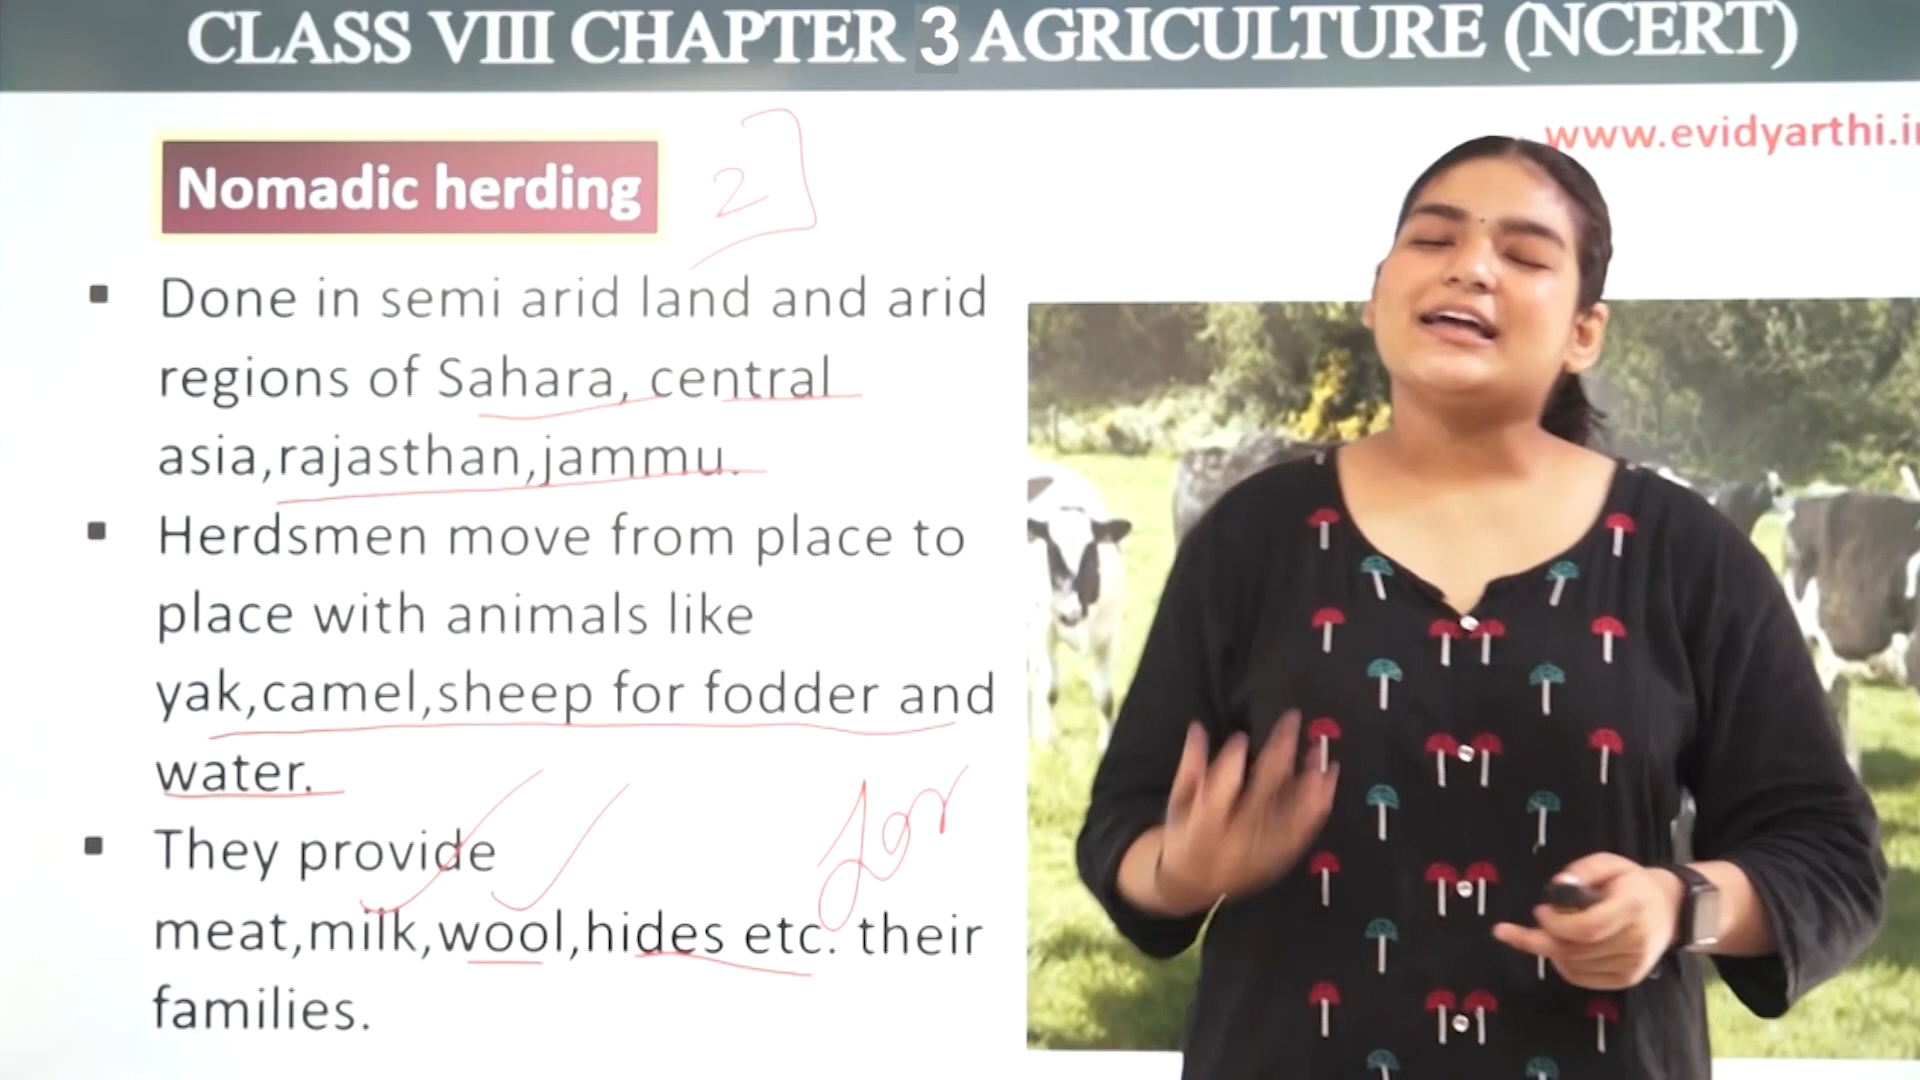 CLASS VIII CHAPTER 3 AGRICULTURE (NCERT)
www.evidyarthi.in
Nomadic herding
2
▪ Done in semi arid land and arid
regions of Sahara, central
asia,rajasthan,jammu.
▪ Herdsmen move from place to
place with animals like
yak,camel,sheep for fodder and
water.
▪ They provide
for
meat,milk,wool,hides etc. their
families.